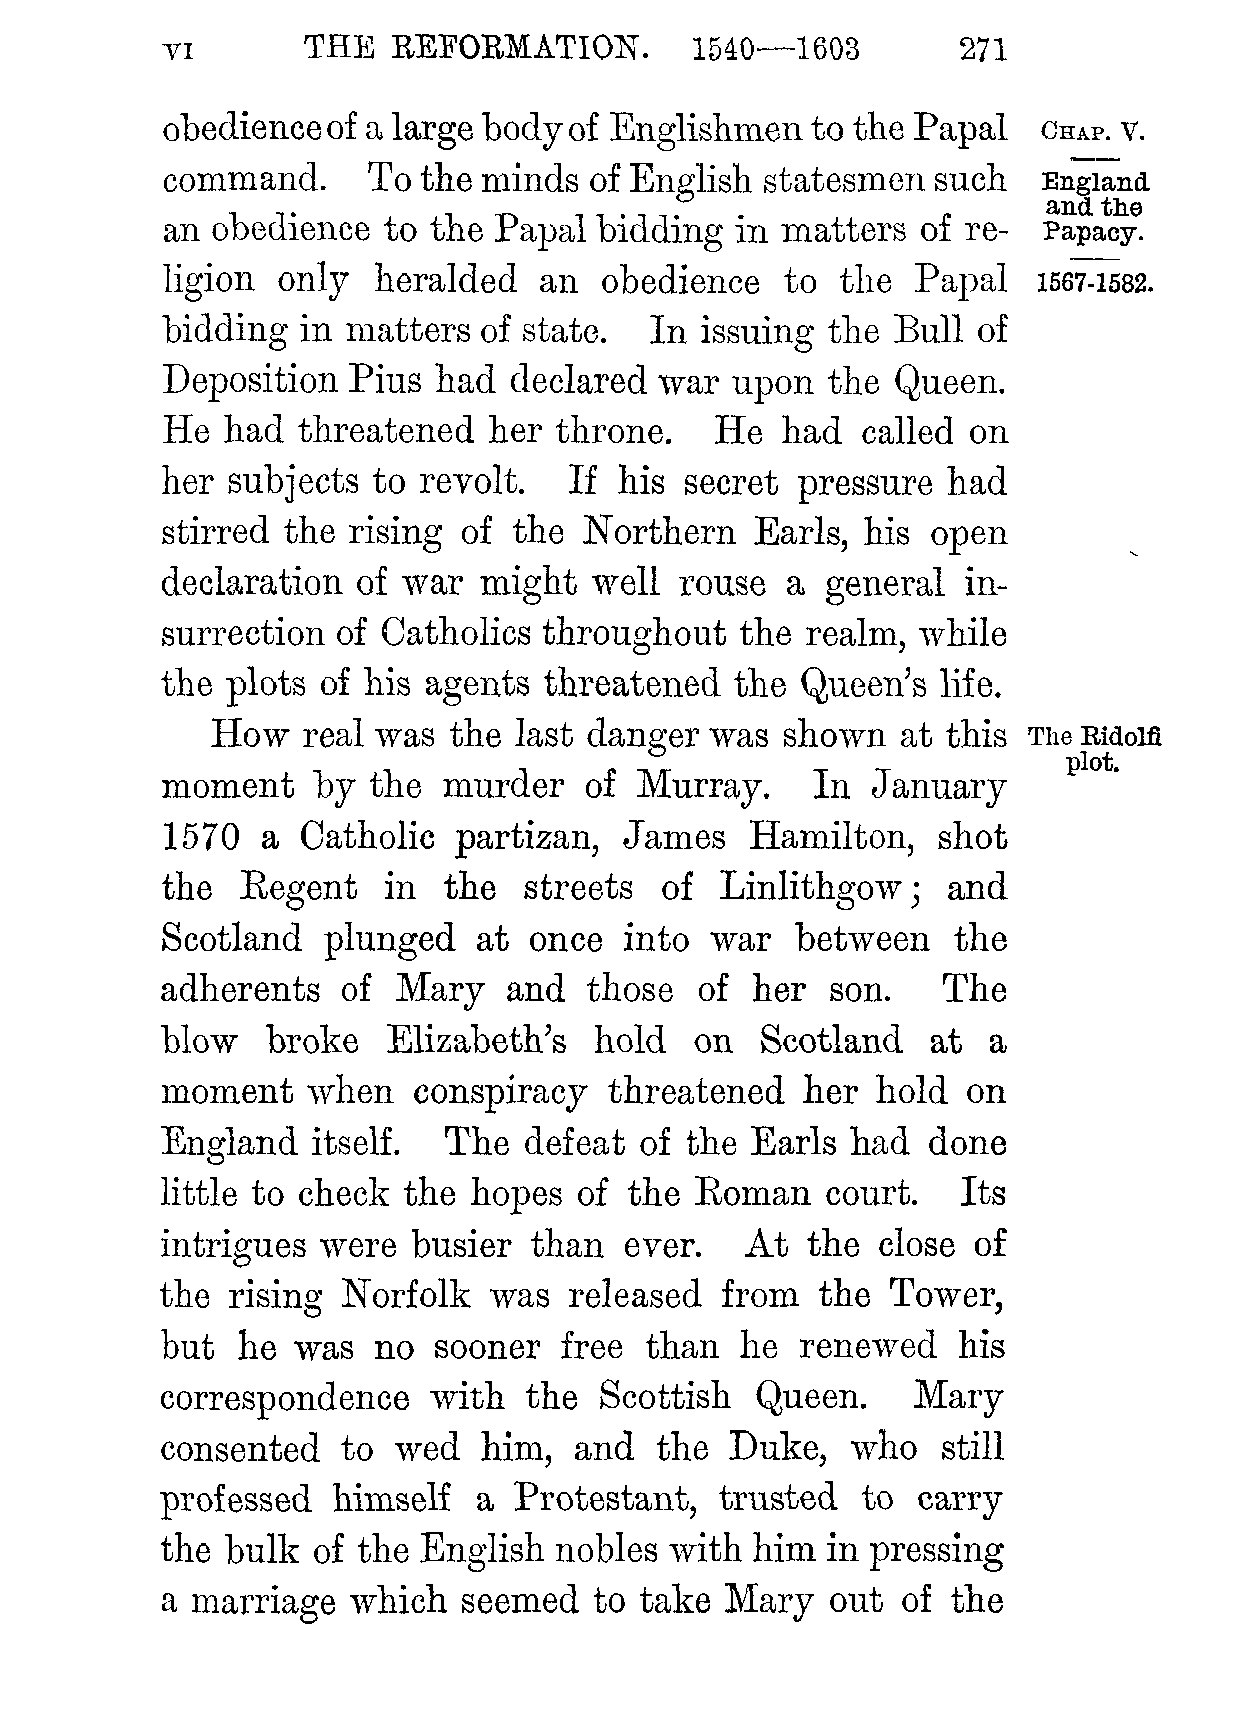 VI THE REFORMATION. 1540—1603 271
obedience of a large body of Englishmen to the Papal
command. To the minds of English statesmen such
an obedience to the Papal bidding in matters of re-
ligion only heralded an obedience to the Papal
bidding in matters of state. In issuing the Bull of
Deposition Pius had declared war upon the Queen.
He had threatened her throne. He had called on
her subjects to revolt. If his secret pressure had
stirred the rising of the Northern Earls, his open
declaration of war might well rouse a general in-
surrection of Catholics throughout the realm, while
the plots of his agents threatened the Queen's life.
How real was the last danger was shown at this
moment by the murder of Murray. In January
1570 a Catholic partizan, James Hamilton, shot
the Regent in the streets of Linlithgow; and
Scotland plunged at once into war between the
adherents of Mary and those of her son. The
blow broke Elizabeth's hold on Scotland at a
moment when conspiracy threatened her hold on
England itself. The defeat of the Earls had done
little to check the hopes of the Roman court. Its
intrigues were busier than ever. At the close of
the rising Norfolk was released from the Tower,
but he was no sooner free than he renewed his
correspondence with the Scottish Queen. Mary
consented to wed him, and the Duke, who still
professed himself a Protestant, trusted to carry
the bulk of the English nobles with him in pressing
a marriage which seemed to take Mary out of the
CHAP. V.
England
and the
Papacy.
1567-1582.
The Ridolfi
plot.